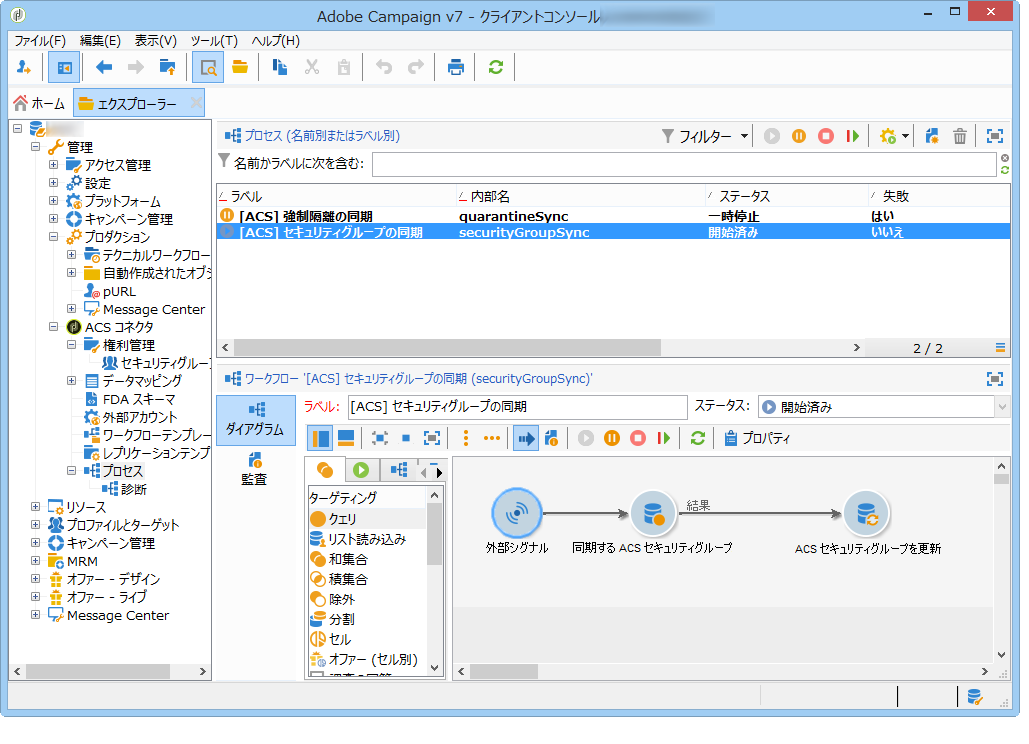 Adobe Campaign v7 - クライアントコンソール
ファイル(F) 編集(E) 表示(V) ツール(T) ヘルプ(H)
ホーム エクスプローラー
管理
アクセス管理
設定
プラットフォーム
キャンペーン管理
プロダクション
テクニカルワークフロー
自動作成されたオプシ
pURL
Message Center
ACS コネクタ
権利管理
セキュリティグルー
データマッピング
FDA スキーマ
外部アカウント
ワークフローテンプレー
レプリケーションテンプ
プロセス
診断
リソース
プロファイルとターゲット
キャンペーン管理
MRM
オファー - デザイン
オファー - ライブ
Message Center
プロセス (名前別またはラベル別)
フィルター
名前かラベルに次を含む:
ラベル 内部名 ステータス 失敗
[ACS] 強制隔離の同期 quarantineSync 一時停止 はい
[ACS] セキュリティグループの同期 securityGroupSync 開始済み いいえ
2 / 2
ワークフロー '[ACS] セキュリティグループの同期 (securityGroupSync)'
ダイアグラム
監査
ラベル: [ACS] セキュリティグループの同期 ステータス: 開始済み
プロパティ
ターゲティング
クエリ
リスト読み込み
和集合
積集合
除外
分割
セル
オファー (セル別)
結果
外部シグナル 同期する ACS セキュリティグループ ACS セキュリティグループを更新